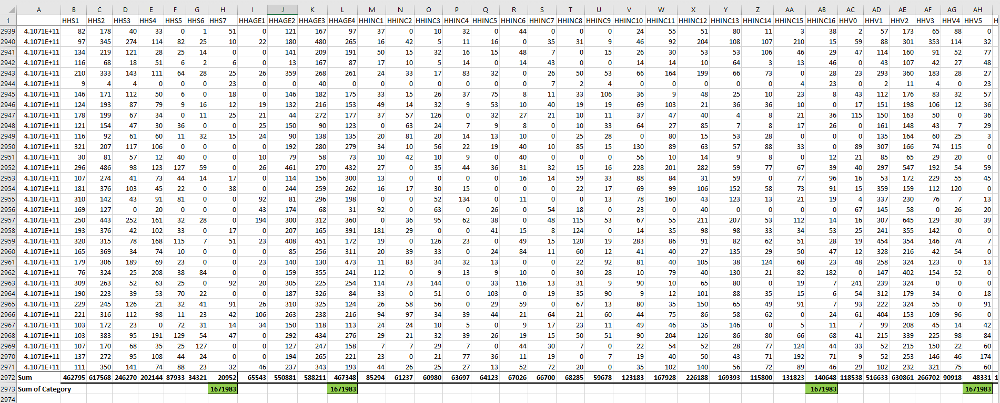 A B C D E F G H I J K L M N O P Q R S T U V W X Y Z AA AB AC AD AE AF AG AH
1 HHS1 HHS2 HHS3 HHS4 HHS5 HHS6 HHS7 HHAGE1 HHAGE2 HHAGE3 HHAGE4 HHINC1 HHINC2 HHINC3 HHINC4 HHINC5 HHINC6 HHINC7 HHINC8 HHINC9 HHINC10 HHINC11 HHINC12 HHINC13 HHINC14 HHINC15 HHINC16 HHV0 HHV1 HHV2 HHV3 HHV4 HHV5 H
2939 4.1071E+11 82 178 40 33 0 1 51 0 121 167 97 37 0 10 32 0 44 0 0 0 24 55 51 80 11 3 38 2 57 173 65 88 0
2940 4.1071E+11 97 345 274 114 82 25 10 22 180 480 265 16 42 5 11 16 0 35 31 9 46 92 204 108 107 210 15 59 88 301 353 114 32
2941 4.1071E+11 134 219 121 28 25 14 0 0 141 209 191 50 15 32 16 15 48 7 0 15 26 30 53 53 106 46 29 47 114 160 91 52 77
2942 4.1071E+11 116 68 18 51 6 2 6 0 13 167 87 17 10 5 14 0 14 43 0 0 14 14 10 64 3 13 46 0 43 107 42 27 48
2943 4.1071E+11 210 333 143 111 64 28 25 26 359 268 261 24 33 17 83 32 0 26 50 53 66 164 199 66 73 0 28 23 293 360 183 28 27
2944 4.1071E+11 9 4 4 0 0 0 23 0 0 40 0 0 0 0 0 0 0 7 2 4 0 0 0 0 0 4 23 0 2 11 4 0 23
2945 4.1071E+11 146 171 112 50 6 0 18 0 146 182 175 33 15 26 37 75 8 11 33 106 36 9 48 25 10 23 8 43 112 176 83 32 57
2946 4.1071E+11 124 193 87 79 9 16 12 19 132 216 153 49 14 32 9 53 10 40 19 19 69 103 21 36 36 10 0 17 151 198 106 12 36
2947 4.1071E+11 178 199 67 34 0 11 25 21 44 272 177 37 57 126 0 32 27 21 10 11 37 47 40 4 8 21 36 115 150 163 50 0 36
2948 4.1071E+11 121 154 47 30 36 0 0 25 150 90 123 0 63 24 7 9 8 0 10 33 64 27 85 7 8 17 26 0 161 148 43 7 29
2949 4.1071E+11 116 92 61 60 11 32 15 24 90 138 135 20 81 20 14 13 10 0 25 28 0 80 15 53 28 0 0 0 135 164 60 25 3
2950 4.1071E+11 321 207 117 106 0 0 0 0 192 280 279 34 10 56 22 19 40 10 85 15 130 89 63 57 88 33 0 89 307 166 74 115 0
2951 4.1071E+11 30 81 57 12 40 0 0 10 79 58 73 10 42 10 9 0 40 0 0 0 56 10 14 9 8 0 12 21 85 65 29 20 0
2952 4.1071E+11 296 486 98 123 127 59 0 26 461 270 432 27 0 35 44 36 31 32 15 16 228 201 282 59 77 67 39 40 297 547 192 54 59
2953 4.1071E+11 107 274 41 73 44 14 17 0 114 156 300 13 0 0 0 0 16 14 59 33 88 84 31 59 0 77 96 16 53 172 229 55 45
2954 4.1071E+11 181 376 103 45 22 0 38 0 244 259 262 16 17 30 15 0 0 0 22 17 69 99 106 152 58 73 91 15 359 159 112 120 0
2955 4.1071E+11 310 142 43 91 81 0 0 92 81 296 198 0 0 52 134 0 11 0 0 13 78 160 43 123 13 21 19 4 337 230 76 7 13
2956 4.1071E+11 169 127 0 20 0 0 0 43 174 68 31 92 0 63 0 26 0 54 18 0 23 0 40 0 0 0 0 67 145 58 0 26 20
2957 4.1071E+11 250 443 252 161 32 28 0 194 300 312 360 0 36 95 62 38 0 48 115 53 67 55 211 207 53 112 14 16 307 645 129 30 39
2958 4.1071E+11 193 376 42 102 33 0 17 0 207 165 391 181 29 0 0 41 15 8 124 0 14 35 98 98 33 34 53 25 241 355 142 0 0
2959 4.1071E+11 320 315 78 168 115 7 51 23 408 451 172 19 0 126 23 0 49 15 120 19 283 86 91 82 62 51 28 19 454 354 146 74 7
2960 4.1071E+11 165 369 34 74 10 0 0 0 85 256 311 20 39 33 0 24 84 11 60 12 41 40 27 135 29 50 47 12 328 216 42 54 0
2961 4.1071E+11 179 306 189 69 23 0 0 23 140 130 473 11 83 34 32 13 0 0 22 92 81 40 105 38 124 68 23 48 258 324 123 0 13
2962 4.1071E+11 76 324 25 208 38 84 0 0 159 355 241 112 0 9 13 9 10 0 30 28 10 79 40 130 21 82 182 0 147 402 154 52 0
2963 4.1071E+11 309 263 52 63 25 0 92 20 305 225 254 114 73 144 0 33 116 13 31 9 90 10 65 80 0 19 7 241 239 324 0 0 0
2964 4.1071E+11 190 223 39 53 70 22 0 0 187 326 84 33 0 51 0 103 0 19 35 90 9 12 101 88 35 15 6 54 312 179 34 0 18
2965 4.1071E+11 229 245 126 21 32 41 91 26 310 325 124 26 58 56 0 29 59 0 67 13 80 35 150 65 49 91 7 93 222 324 55 0 91
2966 4.1071E+11 221 316 112 98 11 23 42 106 263 238 216 94 97 34 39 44 21 64 21 60 44 75 86 58 62 0 24 61 404 153 109 96 0
2967 4.1071E+11 103 172 23 0 72 31 14 34 150 118 113 24 24 10 5 0 9 17 23 11 49 46 35 146 0 5 11 7 99 208 45 14 42
2968 4.1071E+11 103 383 95 191 129 54 47 0 292 434 276 29 21 32 39 26 19 15 50 51 90 204 126 86 80 66 68 41 215 339 225 98 84
2969 4.1071E+11 107 170 68 35 25 127 0 0 127 247 158 7 7 29 7 0 44 30 7 0 22 54 52 28 77 124 44 33 52 215 150 22 60
2970 4.1071E+11 137 272 95 108 44 24 0 0 194 265 221 23 0 21 77 36 11 19 0 7 19 40 50 43 71 192 71 9 52 253 146 46 174
2971 4.1071E+11 111 350 141 74 88 23 32 46 237 343 193 44 26 25 27 13 52 72 20 0 35 102 140 56 72 89 46 29 102 232 321 75 60
2972 Sum 462795 617568 246270 202144 87933 34321 20952 65543 550881 588211 467348 85294 61237 60980 63697 64123 67026 66700 68285 59678 123183 167928 226188 169393 115800 131823 140648 118538 516633 630861 266702 90918 48331 1
2973 Sum of Category 1671983 1671983 1671983 1671983
2974